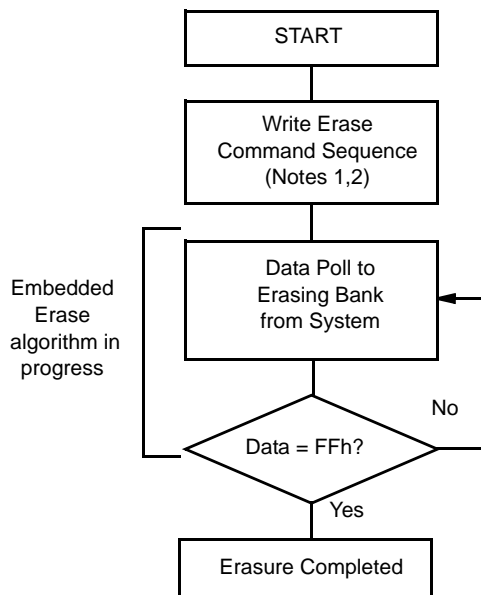 START
Write Erase
Command Sequence
(Notes 1,2)
Data Poll to
Erasing Bank
from System
Embedded
Erase
algorithm in
progress
No
Data = FFh?
Yes
Erasure Completed